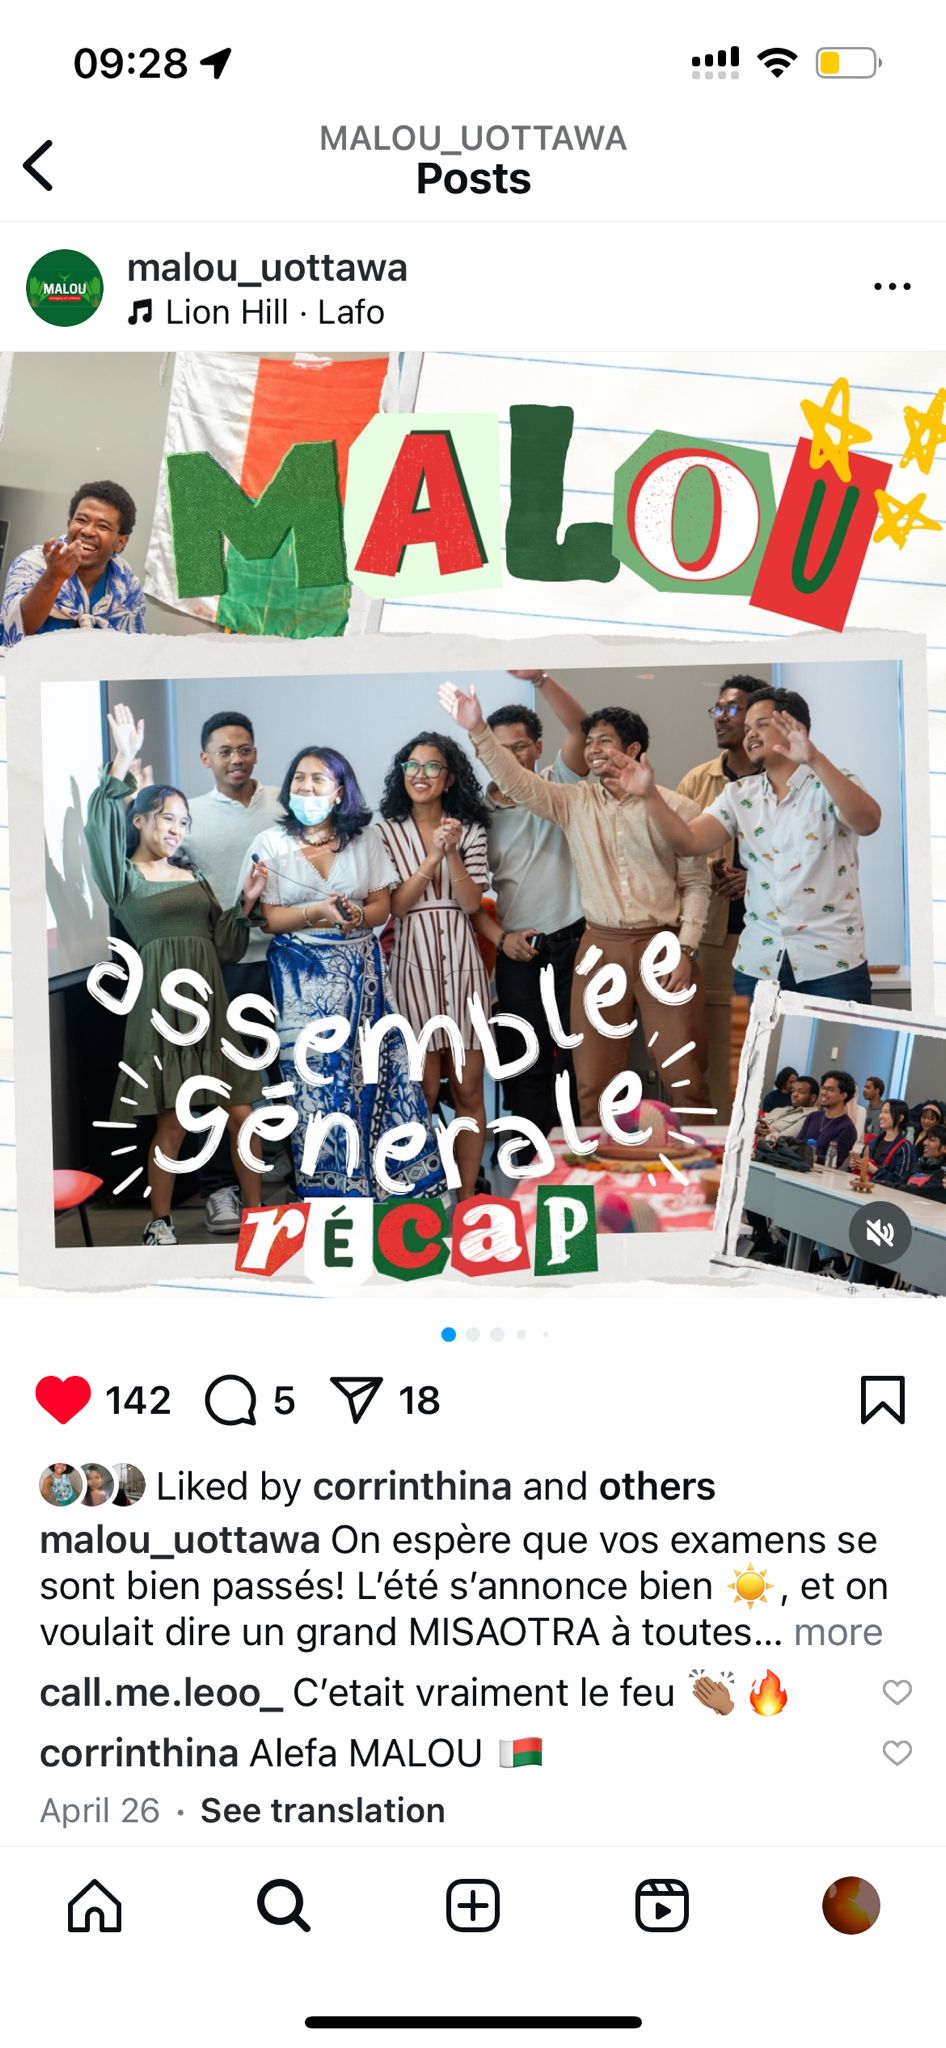 09:28
MALOU_UOTTAWA
Posts
MALOU
malou_uottawa
Lion Hill · Lafo
MALOU
assemblée
Générale
récap
142 5 18
Liked by corrinthina and others
malou_uottawa On espère que vos examens se
sont bien passés! L’été s’annonce bien ☀️, et on
voulait dire un grand MISAOTRA à toutes... more
call.me.leoo_ C’etait vraiment le feu 👏🏽🔥
corrinthina Alefa MALOU 🇲🇬
April 26 · See translation